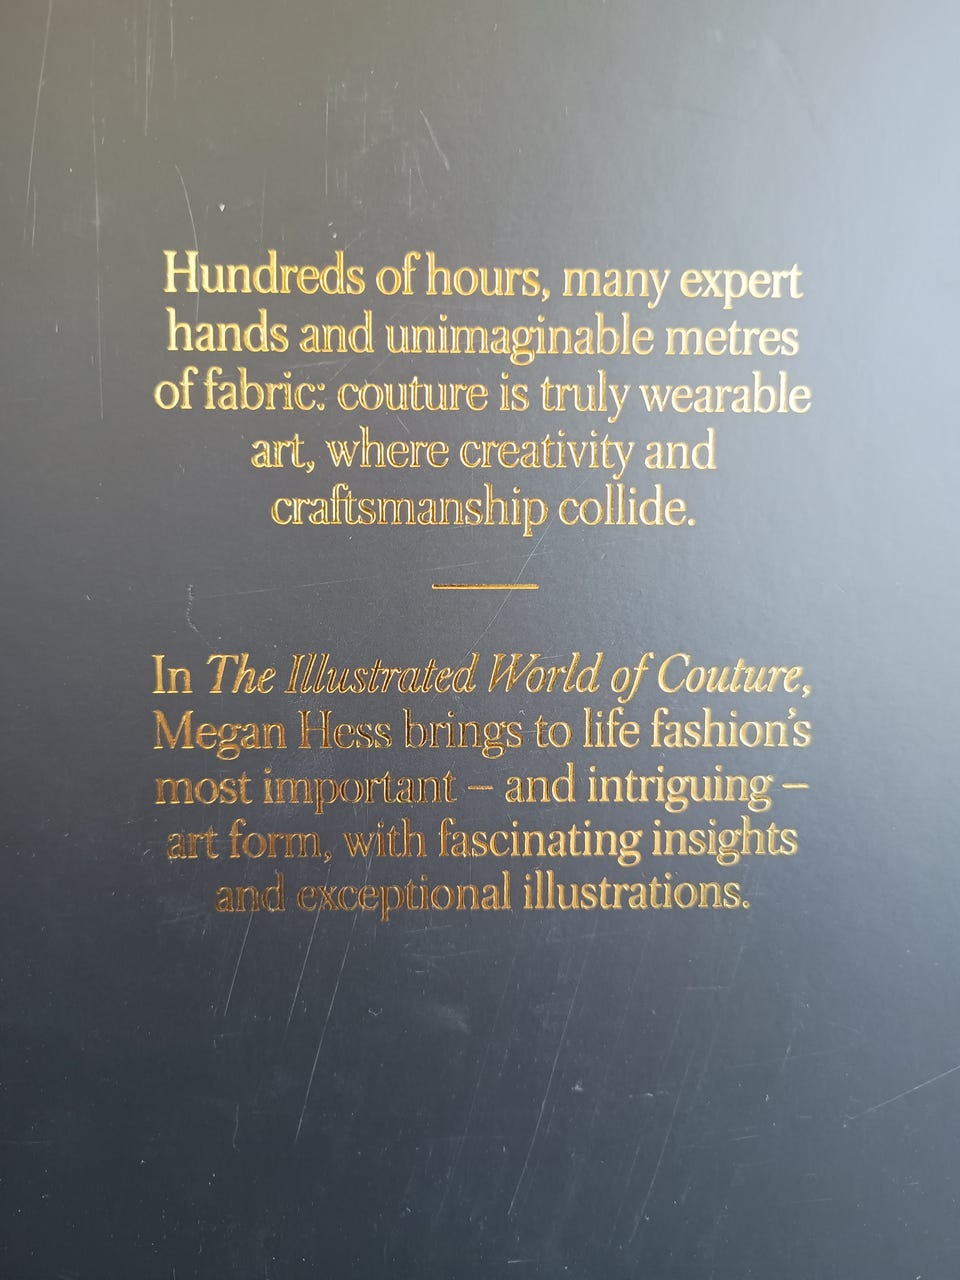 Hundreds of hours, many expert
hands and unimaginable metres
of fabric: couture is truly wearable
art, where creativity and
craftsmanship collide.
In The Illustrated World of Couture,
Megan Hess brings to life fashion's
most important – and intriguing –
art form, with fascinating insights
and exceptional illustrations.